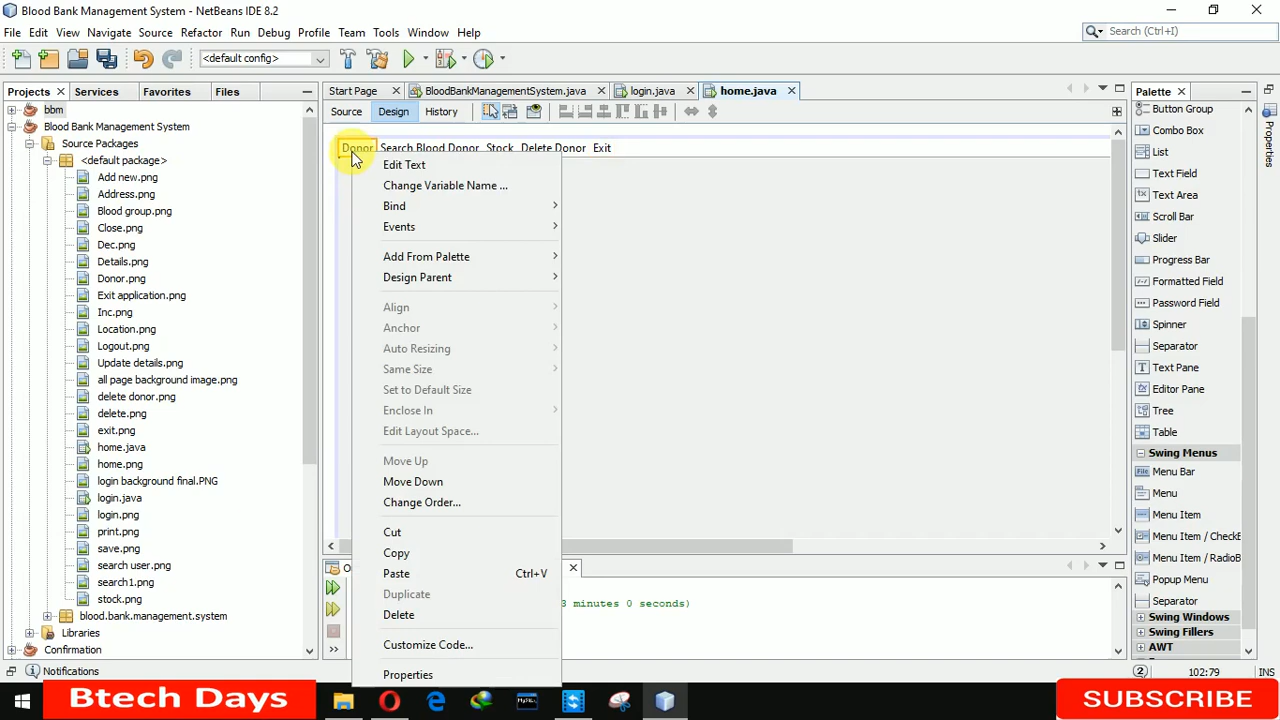 Blood Bank Management System - NetBeans IDE 8.2
File Edit View Navigate Source Refactor Run Debug Profile Team Tools Window Help
Search (Ctrl+I)
<default config>
Projects Services Favorites Files
Start Page BloodBankManagementSystem.java login.java home.java
Palette
Source Design History
bbm
Blood Bank Management System
Source Packages
<default package>
Add new.png
Address.png
Blood group.png
Close.png
Dec.png
Details.png
Donor.png
Exit application.png
Inc.png
Location.png
Logout.png
Update details.png
all page background image.png
delete donor.png
delete.png
exit.png
home.java
home.png
login background final.PNG
login.java
login.png
print.png
save.png
search user.png
search1.png
stock.png
blood.bank.management.system
Libraries
Confirmation
Donor Search Blood Donor Stock Delete Donor Exit
Edit Text
Change Variable Name ...
Bind
Events
Add From Palette
Design Parent
Align
Anchor
Auto Resizing
Same Size
Set to Default Size
Enclose In
Edit Layout Space...
Move Up
Move Down
Change Order...
Cut
Copy
Paste Ctrl+V
Duplicate
Delete
Customize Code...
Properties
3 minutes 0 seconds)
Button Group
Combo Box
List
Text Field
Text Area
Scroll Bar
Slider
Progress Bar
Formatted Field
Password Field
Spinner
Separator
Text Pane
Editor Pane
Tree
Table
Swing Menus
Menu Bar
Menu
Menu Item
Menu Item / CheckB
Menu Item / RadioB
Popup Menu
Separator
Swing Windows
Swing Fillers
AWT
Properties
Notifications
102:79 INS
Btech Days
SUBSCRIBE